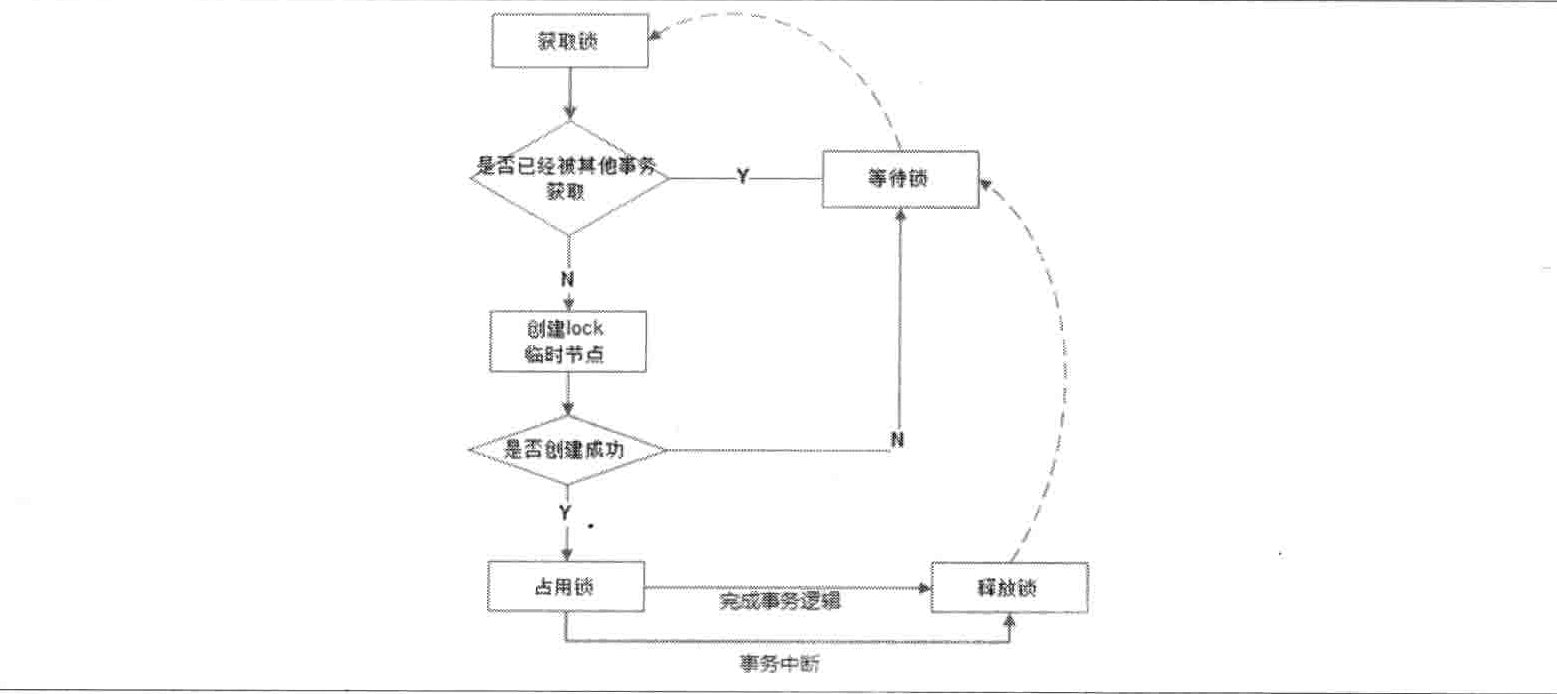 获取锁
是否已经被其他事务
获取
Y
等待锁
N
创建lock
临时节点
是否创建成功
N
Y
占用锁
完成事务逻辑
释放锁
事务中断